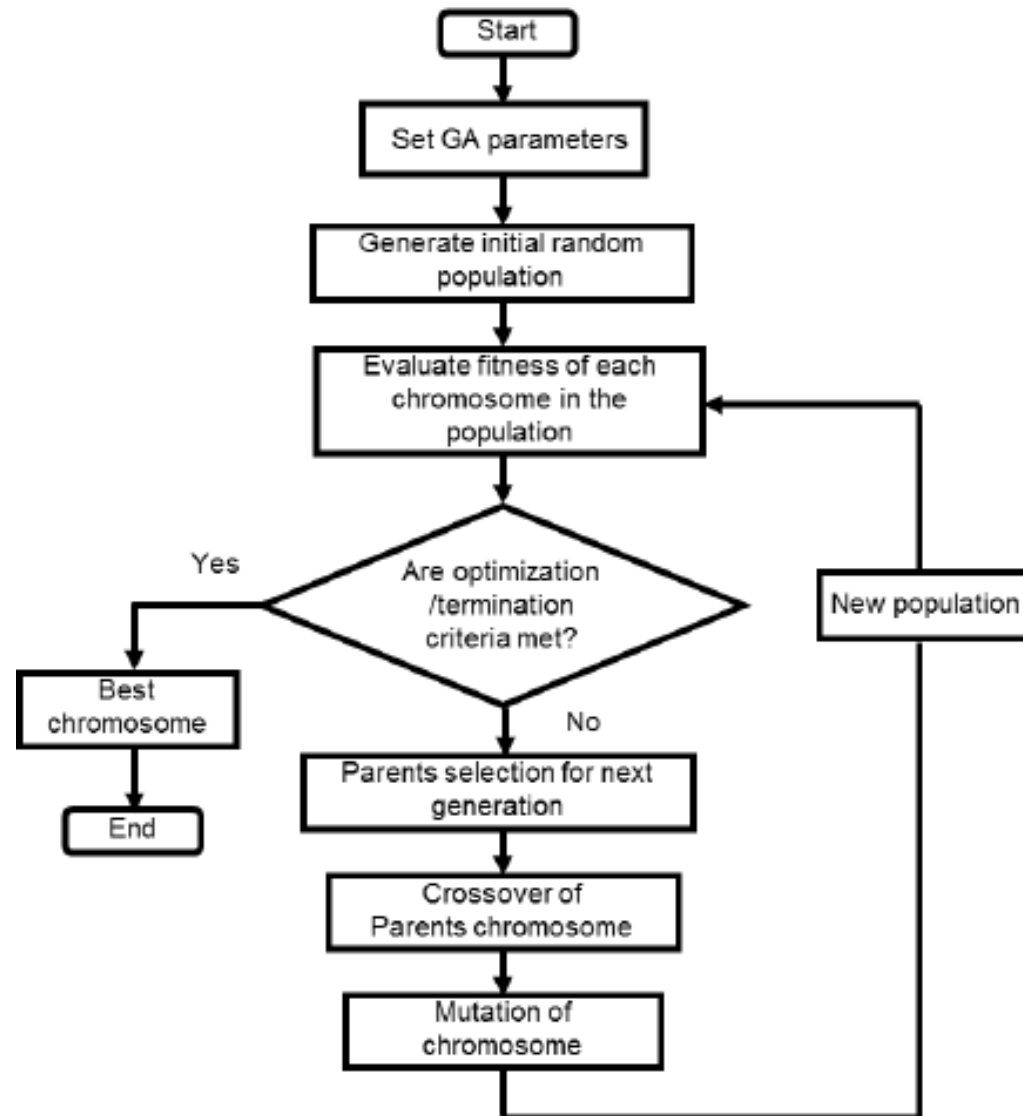 Start
Set GA parameters
Generate initial random
population
Evaluate fitness of each
chromosome in the
population
Yes
Are optimization
/termination
criteria met?
New population
Best
chromosome
No
Parents selection for next
generation
End
Crossover of
Parents chromosome
Mutation of
chromosome